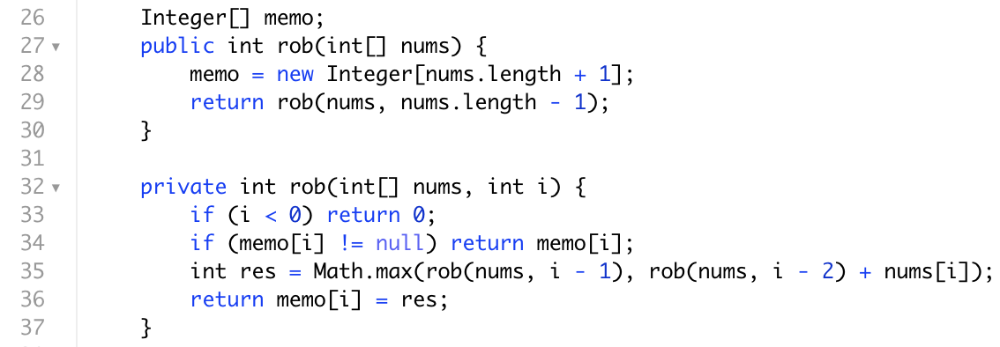 26 Integer[] memo;
27 ▼ public int rob(int[] nums) {
28 memo = new Integer[nums.length + 1];
29 return rob(nums, nums.length - 1);
30 }
31
32 ▼ private int rob(int[] nums, int i) {
33 if (i < 0) return 0;
34 if (memo[i] != null) return memo[i];
35 int res = Math.max(rob(nums, i - 1), rob(nums, i - 2) + nums[i]);
36 return memo[i] = res;
37 }